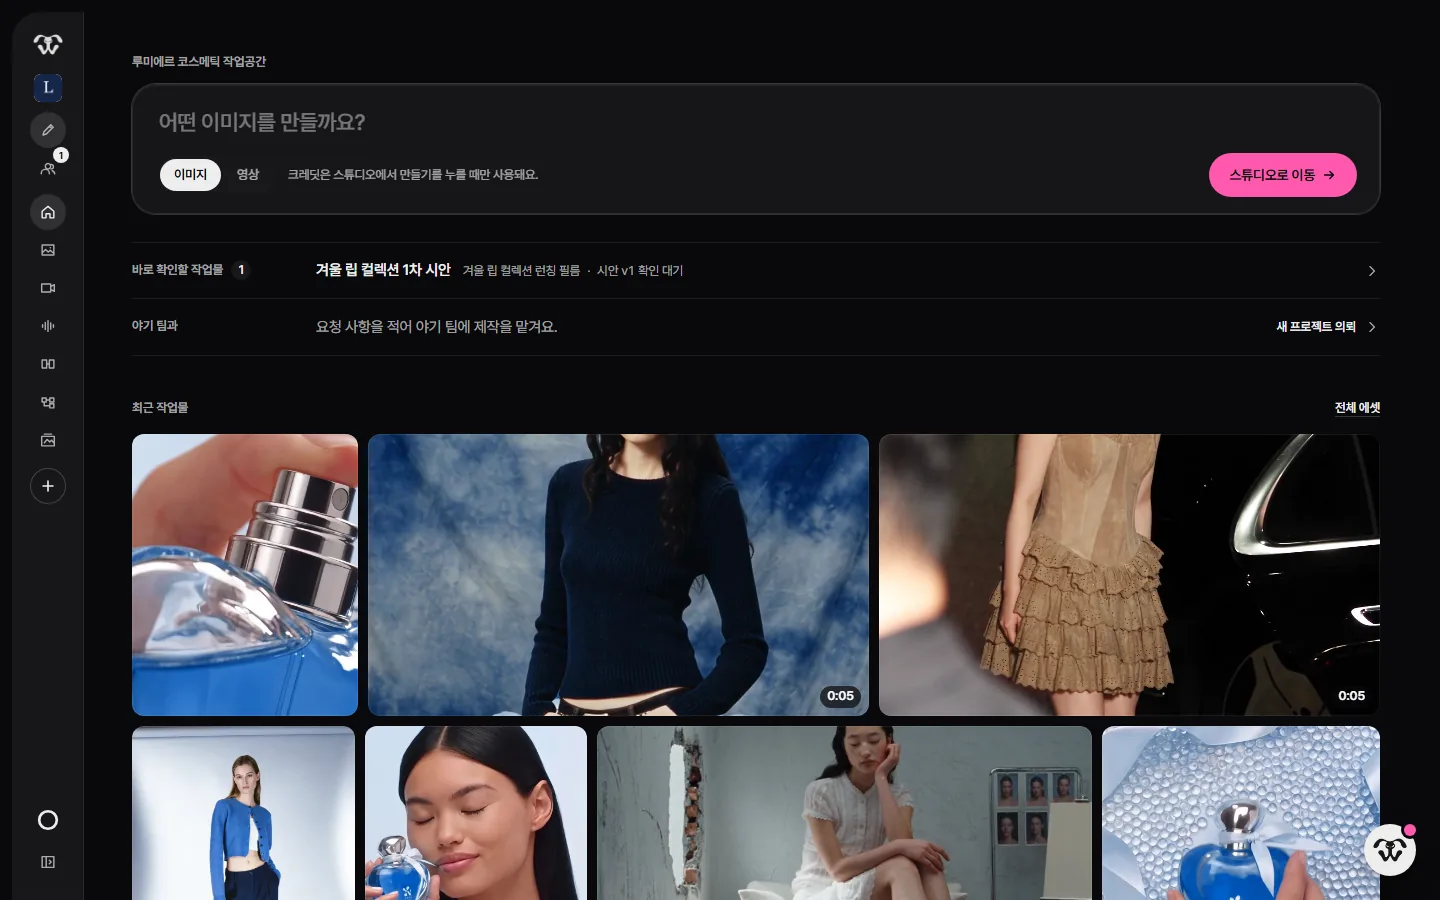 루미에르 코스메틱 작업공간
L
어떤 이미지를 만들까요?
1
이미지 영상 크레딧은 스튜디오에서 만들기를 누를 때만 사용돼요. 스튜디오로 이동 →
바로 확인할 작업물 1 겨울 립 컬렉션 1차 시안 겨울 립 컬렉션 런칭 필름 · 시안 v1 확인 대기
야기 팀과 요청 사항을 적어 야기 팀에 제작을 맡겨요. 새 프로젝트 의뢰
최근 작업물 전체 에셋
0:05 0:05